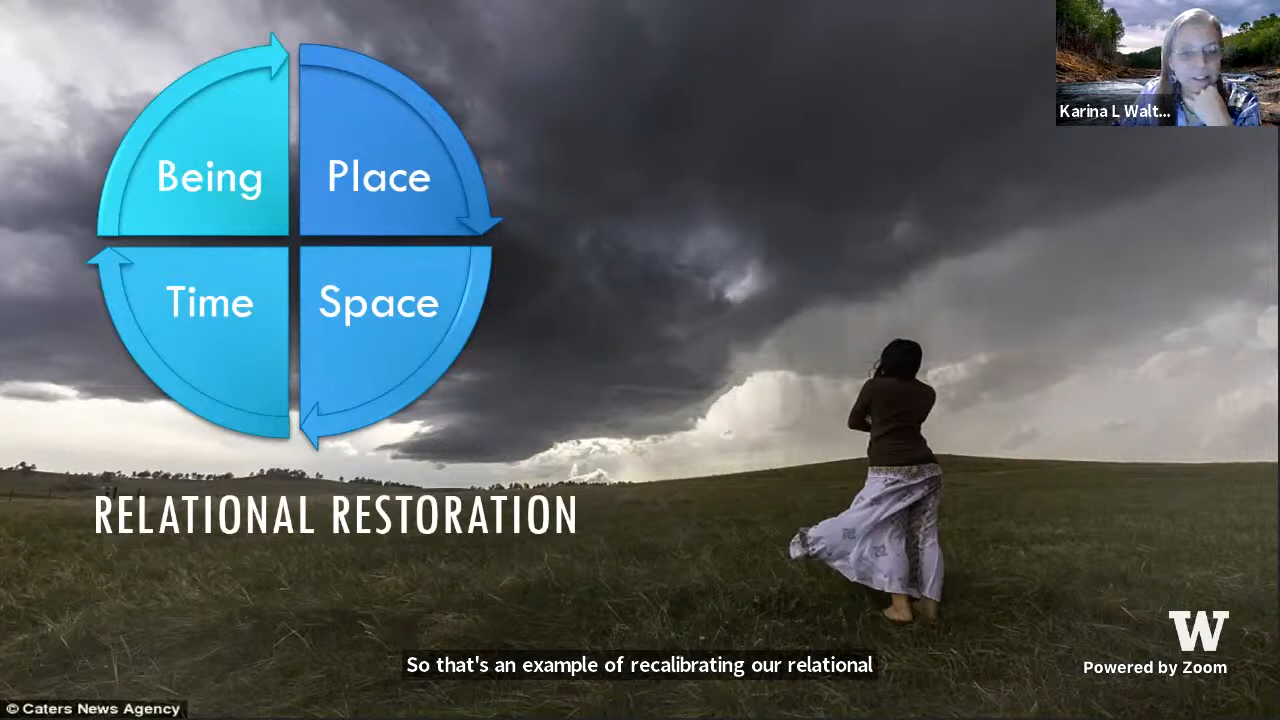 Karina L Walt...
Being
Place
Time
Space
RELATIONAL RESTORATION
W
So that's an example of recalibrating our relational
Powered by Zoom
© Caters News Agency